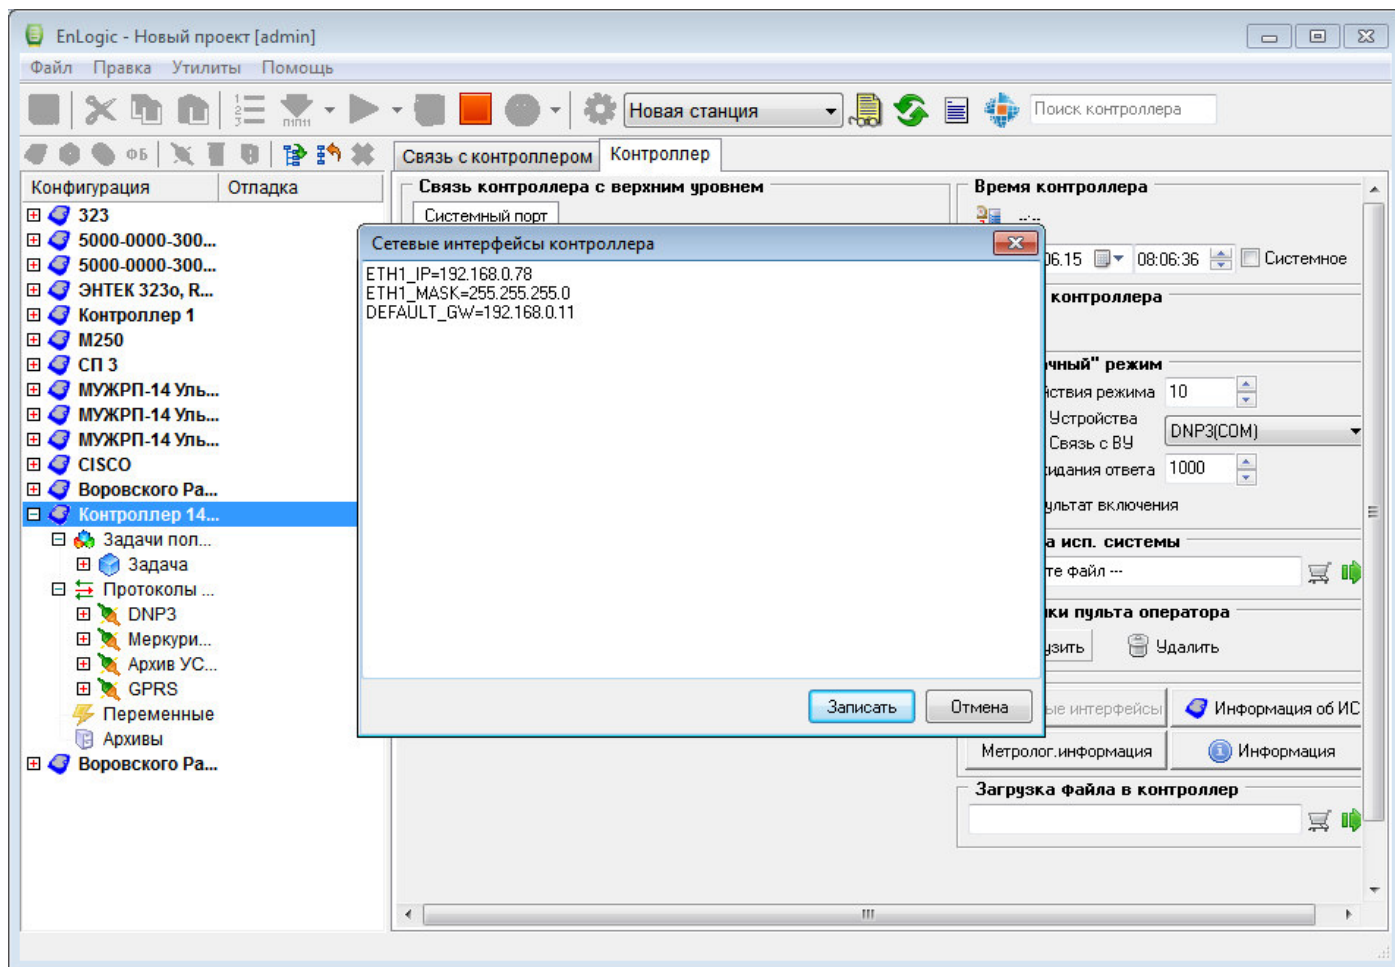 EnLogic - Новый проект [admin]
Файл Правка Утилиты Помощь
Новая станция
Поиск контроллера
ФБ
Связь с контроллером
Контроллер
Конфигурация
Отладка
323
5000-0000-300...
5000-0000-300...
ЭНТЕК 323о, R...
Контроллер 1
М250
СП 3
МУЖРП-14 Уль...
МУЖРП-14 Уль...
МУЖРП-14 Уль...
CISCO
Воровского Ра...
Контроллер 14...
Задачи пол...
Задача
Протоколы ...
DNP3
Меркури...
Архив УС...
GPRS
Переменные
Архивы
Воровского Ра...
Связь контроллера с верхним уровнем
Системный порт
Сетевые интерфейсы контроллера
ETH1_IP=192.168.0.78
ETH1_MASK=255.255.255.0
DEFAULT_GW=192.168.0.11
Записать
Отмена
Время контроллера
--:--
06.15
08:06:36
Системное
контроллера
чный" режим
йствия режима
10
Устройства
Связь с ВУ
DNP3(COM)
идания ответа
1000
ультат включения
а исп. системы
те файл ---
ки пульта оператора
узить
Удалить
ые интерфейсы
Информация об ИС
Метролог.информация
Информация
Загрузка файла в контроллер